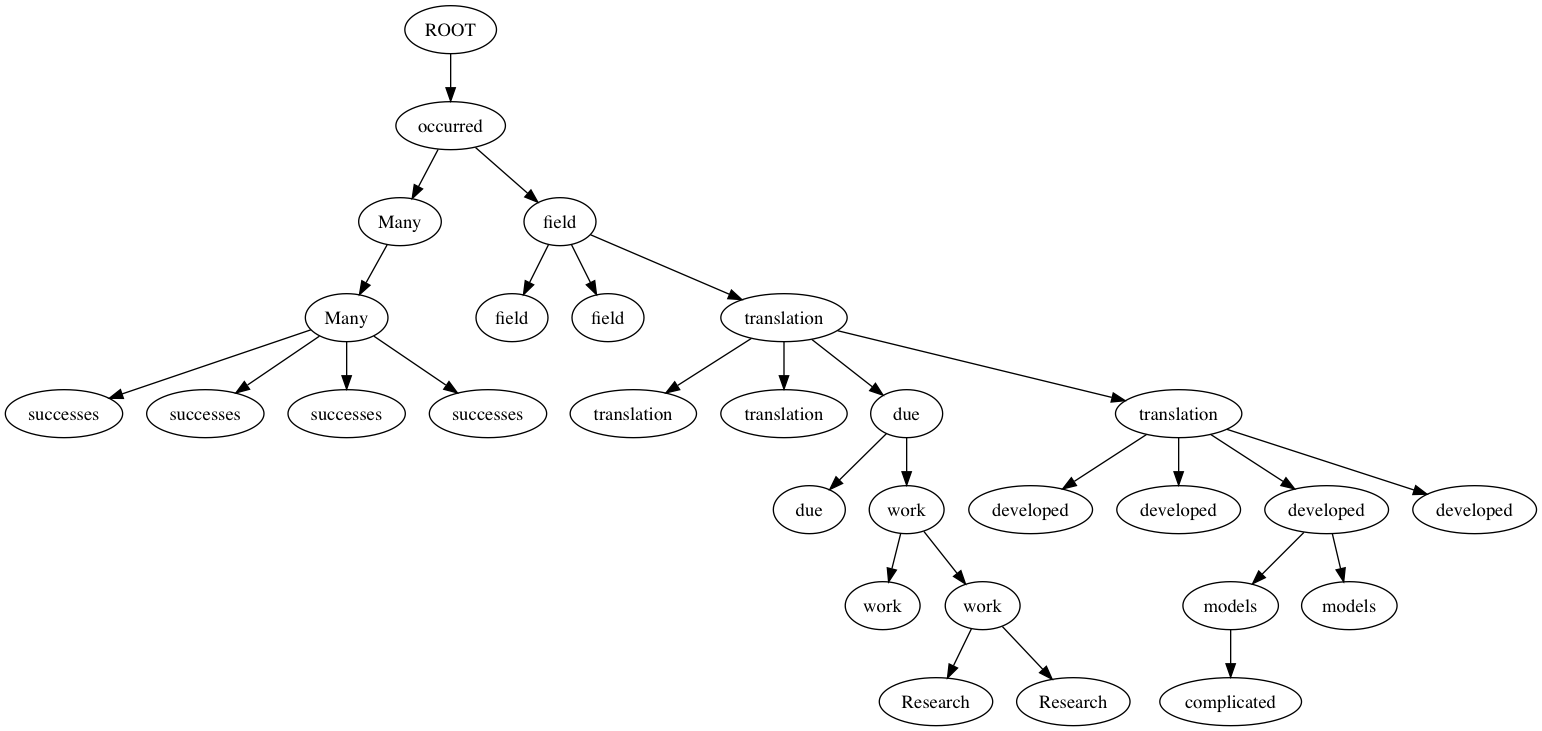 ROOT
occurred
Many
field
Many
field
field
translation
successes
successes
successes
successes
translation
translation
due
translation
due
work
developed
developed
developed
developed
work
work
models
models
Research
Research
complicated